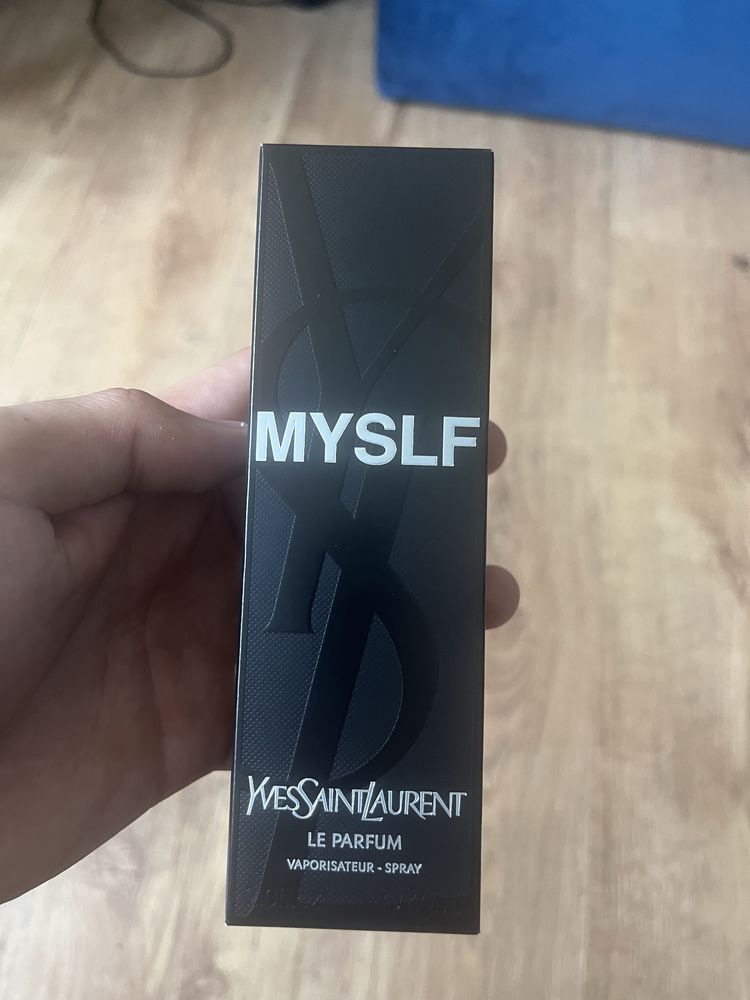 MYSLF
YVESSAINTLAURENT
LE PARFUM
VAPORISATEUR - SPRAY